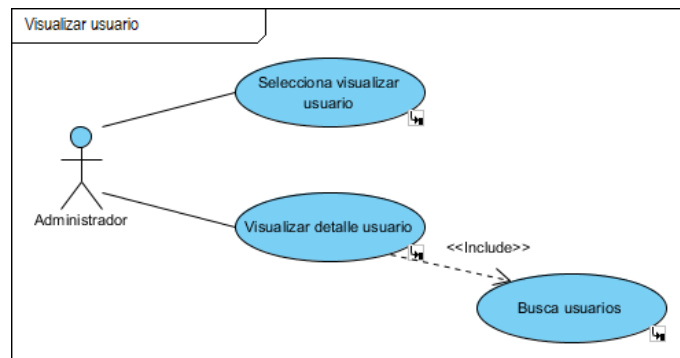 Visualizar usuario
Selecciona visualizar
usuario
Administrador
Visualizar detalle usuario
<<Include>>
Busca usuarios